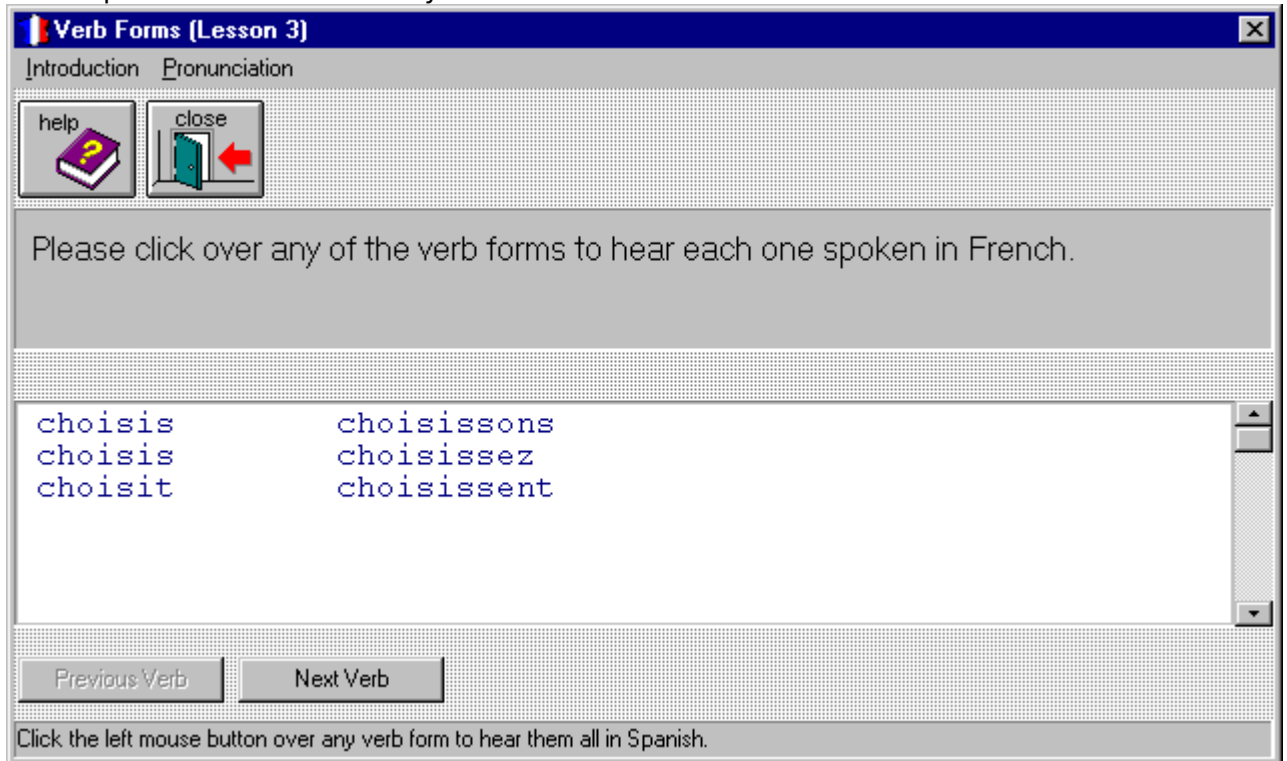 Verb Forms (Lesson 3)
Introduction Pronunciation
help close
Please click over any of the verb forms to hear each one spoken in French.
choisis choisissons
choisis choisissez
choisit choisissent
Previous Verb Next Verb
Click the left mouse button over any verb form to hear them all in Spanish.